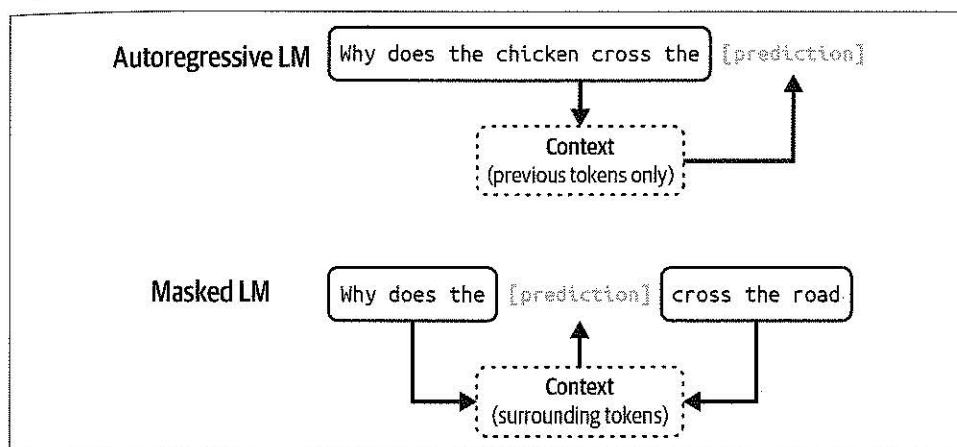 Autoregressive LM Why does the chicken cross the [prediction]
Context
(previous tokens only)
Masked LM Why does the [prediction] cross the road
Context
(surrounding tokens)